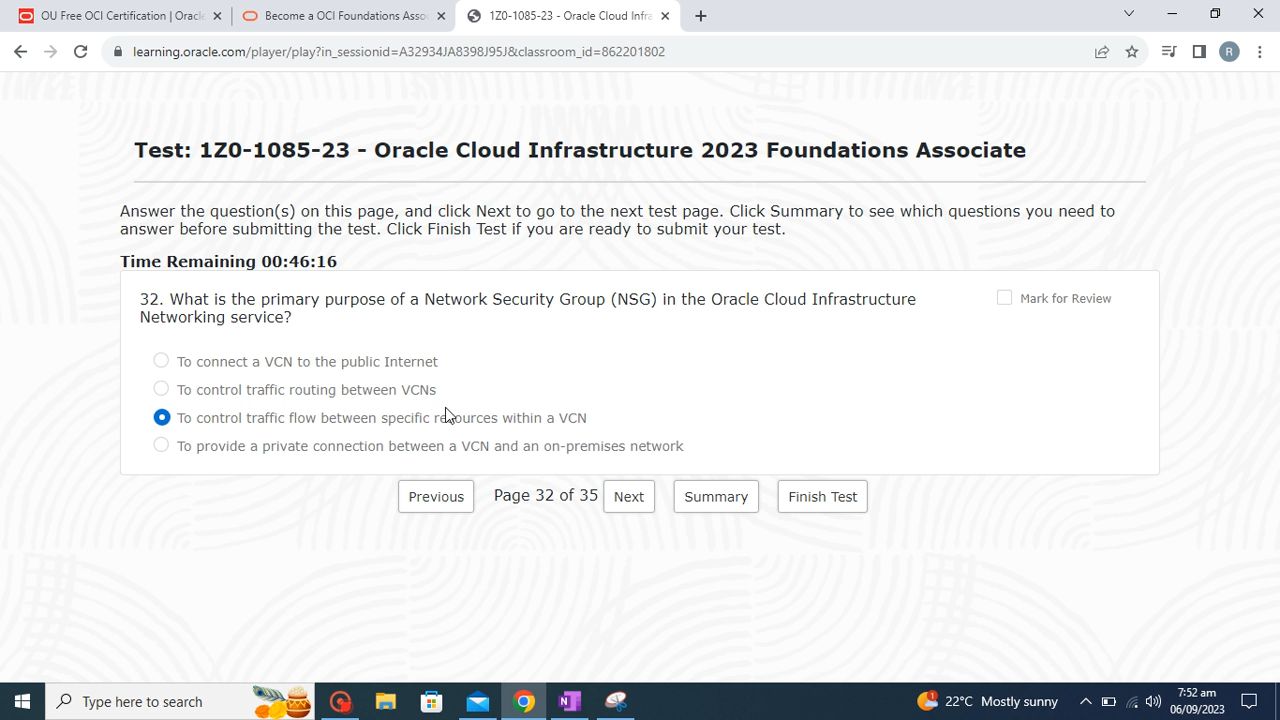 OU Free OCI Certification | Oracle
Become a OCI Foundations Asso
1Z0-1085-23 - Oracle Cloud Infra
learning.oracle.com/player/play?in_sessionid=A32934JA8398J95J&classroom_id=862201802
R
Test: 1Z0-1085-23 - Oracle Cloud Infrastructure 2023 Foundations Associate
Answer the question(s) on this page, and click Next to go to the next test page. Click Summary to see which questions you need to
answer before submitting the test. Click Finish Test if you are ready to submit your test.
Time Remaining 00:46:16
32. What is the primary purpose of a Network Security Group (NSG) in the Oracle Cloud Infrastructure
Networking service?
Mark for Review
To connect a VCN to the public Internet
To control traffic routing between VCNs
To control traffic flow between specific resources within a VCN
To provide a private connection between a VCN and an on-premises network
Previous Page 32 of 35 Next Summary Finish Test
Type here to search
1
22°C Mostly sunny
7:52 am
06/09/2023